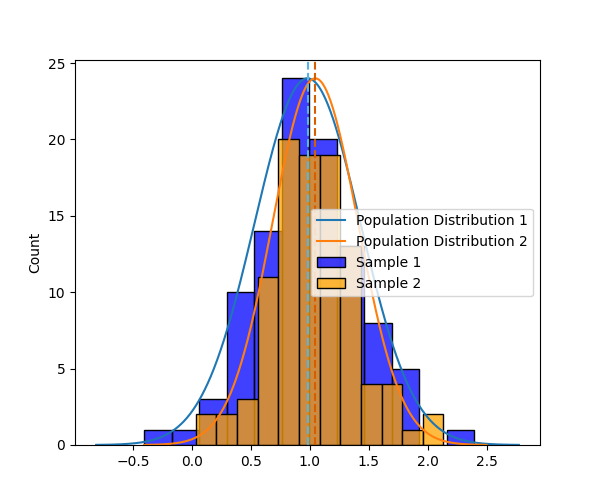 25
20
15
10
5
0
Count
Population Distribution 1
Population Distribution 2
Sample 1
Sample 2
−0.5 0.0 0.5 1.0 1.5 2.0 2.5